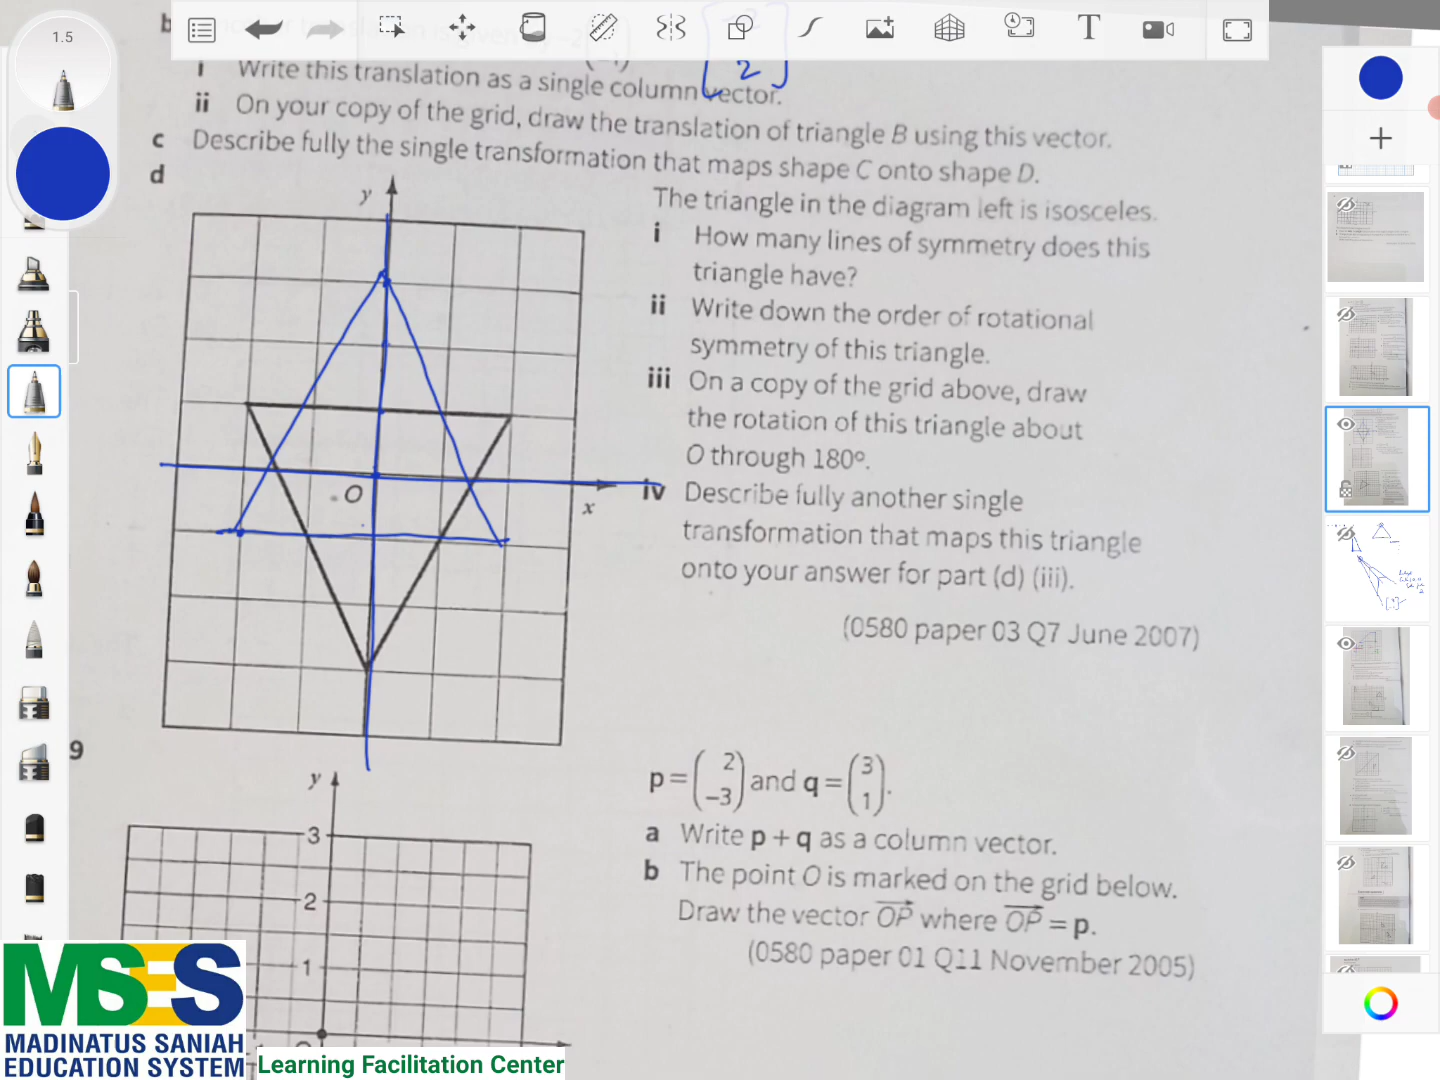 1.5
b
2
i Write this translation as a single column vector.
ii On your copy of the grid, draw the translation of triangle B using this vector.
c Describe fully the single transformation that maps shape C onto shape D.
d
y
The triangle in the diagram left is isosceles.
i How many lines of symmetry does this
triangle have?
ii Write down the order of rotational
symmetry of this triangle.
iii On a copy of the grid above, draw
the rotation of this triangle about
O through 180º.
O
x
iv Describe fully another single
transformation that maps this triangle
onto your answer for part (d) (iii).
(0580 paper 03 Q7 June 2007)
9
y
p = (2 -3) and q = (3 1).
3
a Write p + q as a column vector.
b The point O is marked on the grid below.
2
Draw the vector OP where OP = p.
(0580 paper 01 Q11 November 2005)
1
MSES
MADINATUS SANIAH
EDUCATION SYSTEM
Learning Facilitation Center